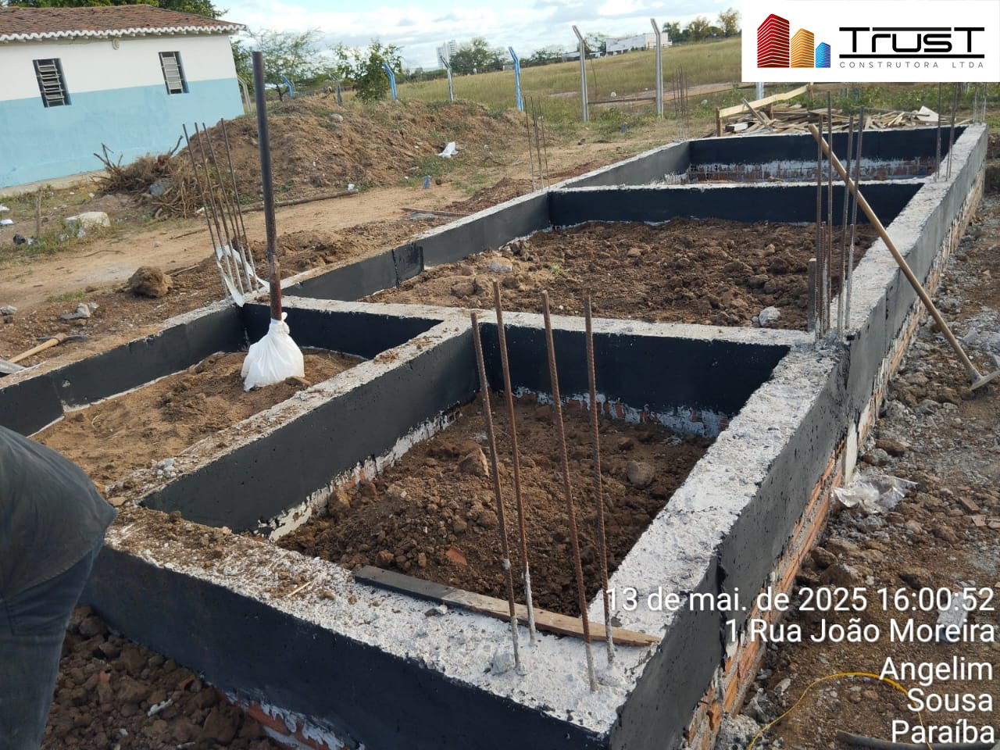 TrusT
CONSTRUTORA LTDA
13 de mai. de 2025 16:00:52
1 Rua João Moreira
Angelim
Sousa
Paraíba